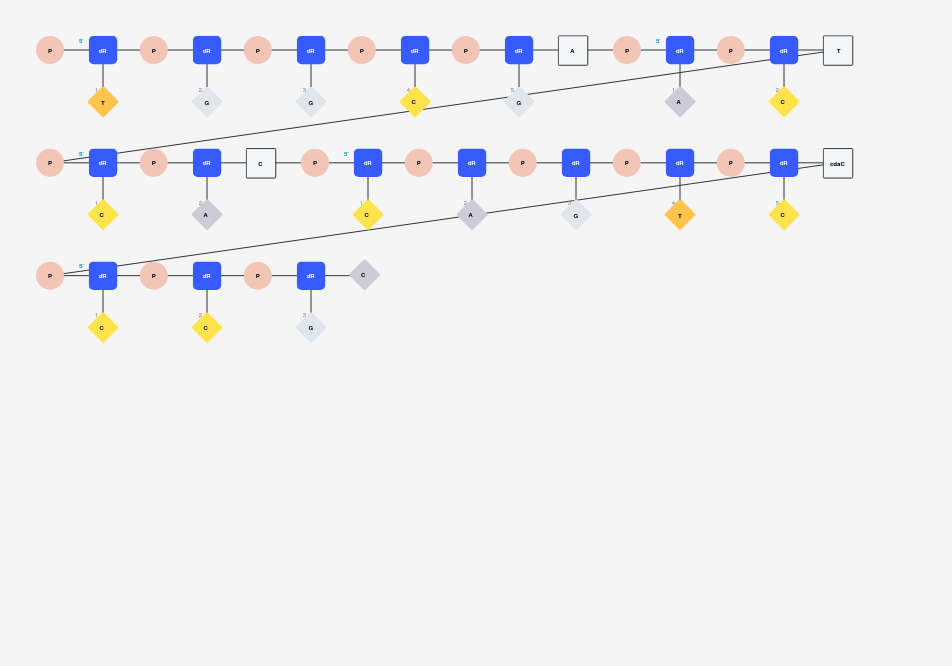 P 5' dR P dR P dR P dR P dR A P 5' dR P dR T
1 T 2 G 3 G 4 C 5 G 1 A 2 C
P 5' dR P dR C P 5' dR P dR P dR P dR P dR cdaC
1 C 2 A 1 C 2 A 3 G 4 T 5 C
P 5' dR P dR P dR C
1 C 2 C 3 G